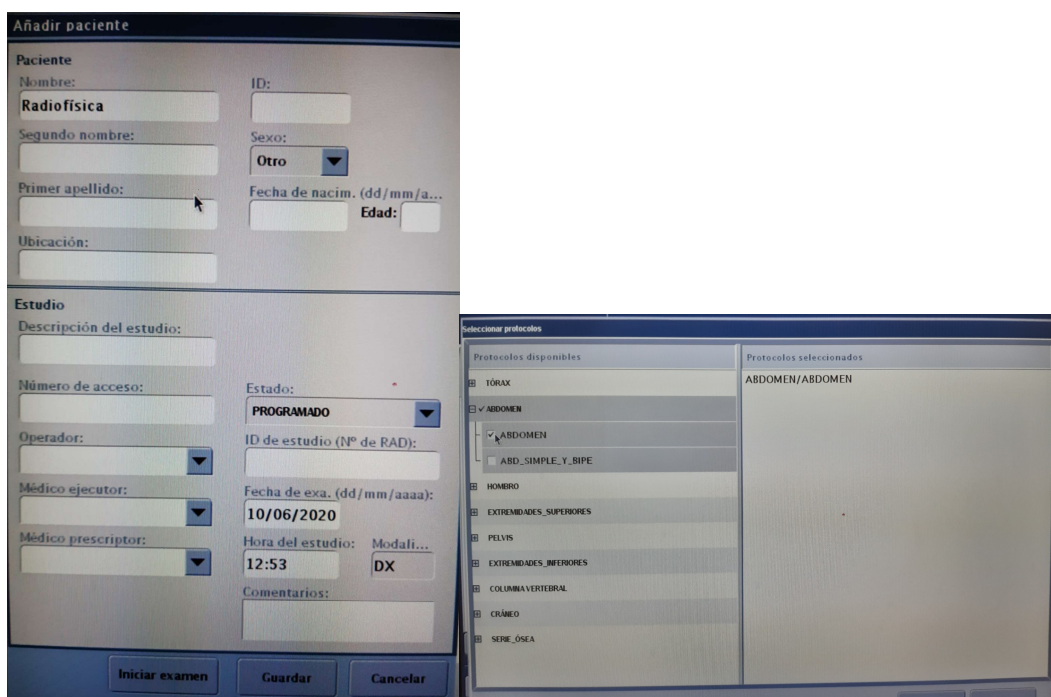 Añadir paciente
Paciente
Nombre:
ID:
Radiofísica
Segundo nombre:
Sexo:
Otro
Primer apellido:
Fecha de nacim. (dd/mm/a...
Edad:
Ubicación:
Estudio
Descripción del estudio:
Número de acceso:
Estado:
PROGRAMADO
Operador:
ID de estudio (Nº de RAD):
Médico ejecutor:
Fecha de exa. (dd/mm/aaaa):
10/06/2020
Médico prescriptor:
Hora del estudio:
Modali...
12:53
DX
Comentarios:
Iniciar examen
Guardar
Cancelar
Seleccionar protocolos
Protocolos disponibles
Protocolos seleccionados
TÓRAX
ABDOMEN/ABDOMEN
ABDOMEN
ABDOMEN
ABD_SIMPLE_Y_BIPE
HOMBRO
EXTREMIDADES_SUPERIORES
PELVIS
EXTREMIDADES_INFERIORES
COLUMNA VERTEBRAL
CRÁNEO
SERIE_ÓSEA